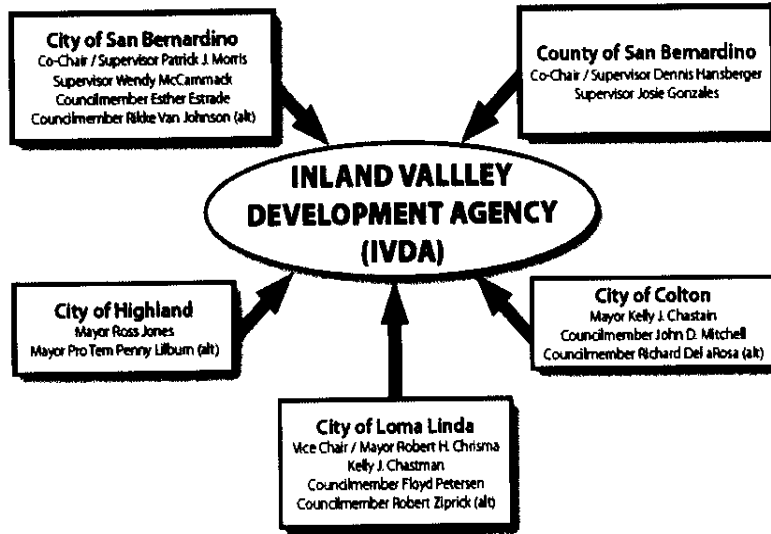 City of San Bernardino
Co-Chair / Supervisor Patrick J. Morris
Supervisor Wendy McCammack
Councilmember Esther Estrade
Councilmember Rikke Van Johnson (alt)
County of San Bernardino
Co-Chair / Supervisor Dennis Hansberger
Supervisor Josie Gonzales
INLAND VALLLEY
DEVELOPMENT AGENCY
(IVDA)
City of Highland
Mayor Ross Jones
Mayor Pro Tem Penny Lilburn (alt)
City of Colton
Mayor Kelly J. Chastain
Councilmember John D. Mitchell
Councilmember Richard Del aRosa (alt)
City of Loma Linda
Vice Chair / Mayor Robert H. Chrisma
Kelly J. Chastman
Councilmember Floyd Petersen
Councilmember Robert Ziprick (alt)